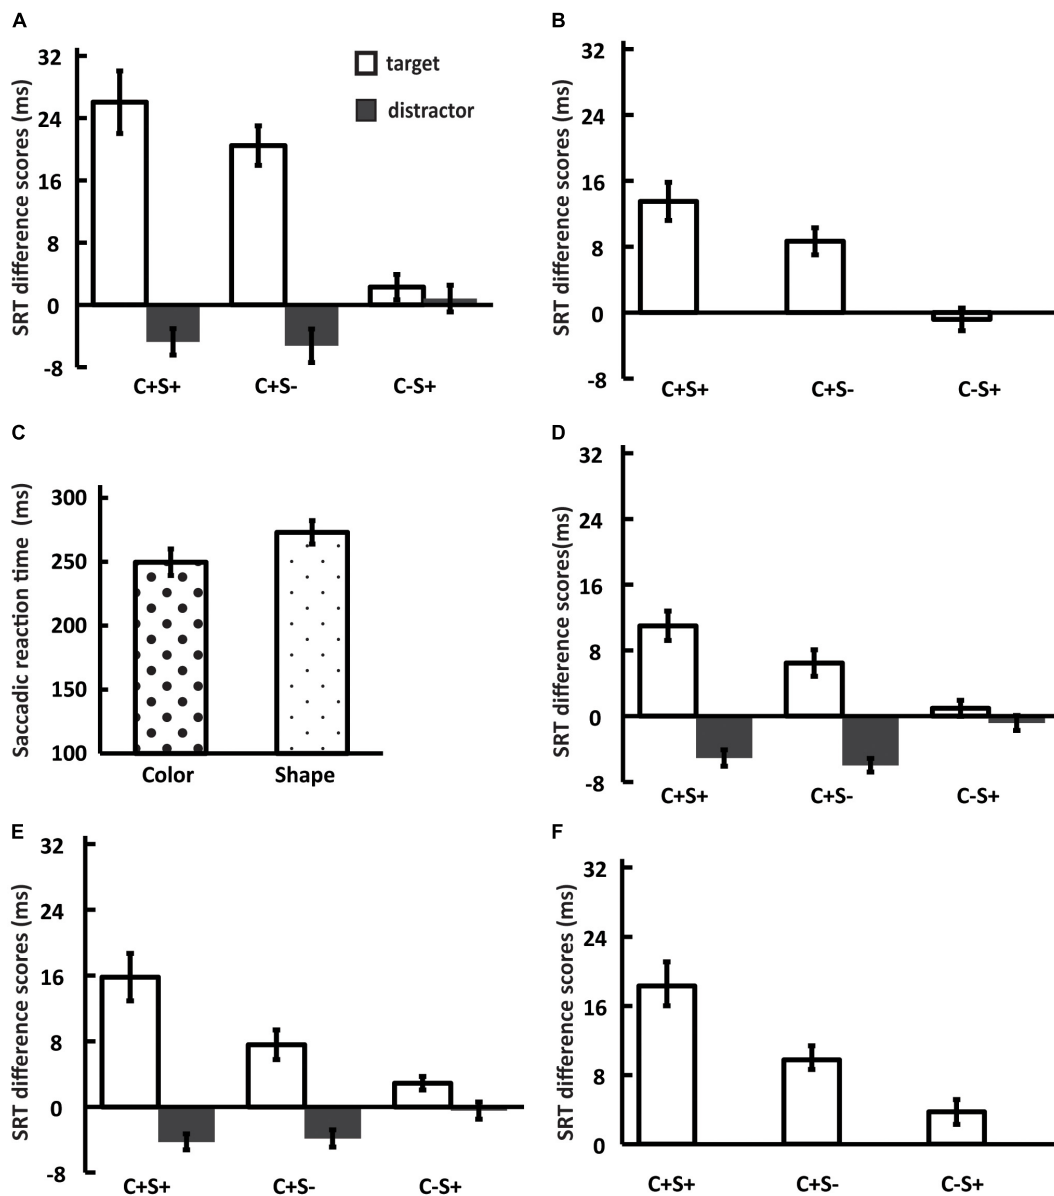 A
SRT difference scores (ms)
32
24
16
8
0
-8
target
distractor
C+S+ C+S- C-S+
B
SRT difference scores (ms)
32
24
16
8
0
-8
C+S+ C+S- C-S+
C
Saccadic reaction time (ms)
300
250
200
150
100
Color Shape
D
SRT difference scores(ms)
32
24
16
8
0
-8
C+S+ C+S- C-S+
E
SRT difference scores (ms)
32
24
16
8
0
-8
C+S+ C+S- C-S+
F
SRT difference scores (ms)
32
24
16
8
0
C+S+ C+S- C-S+